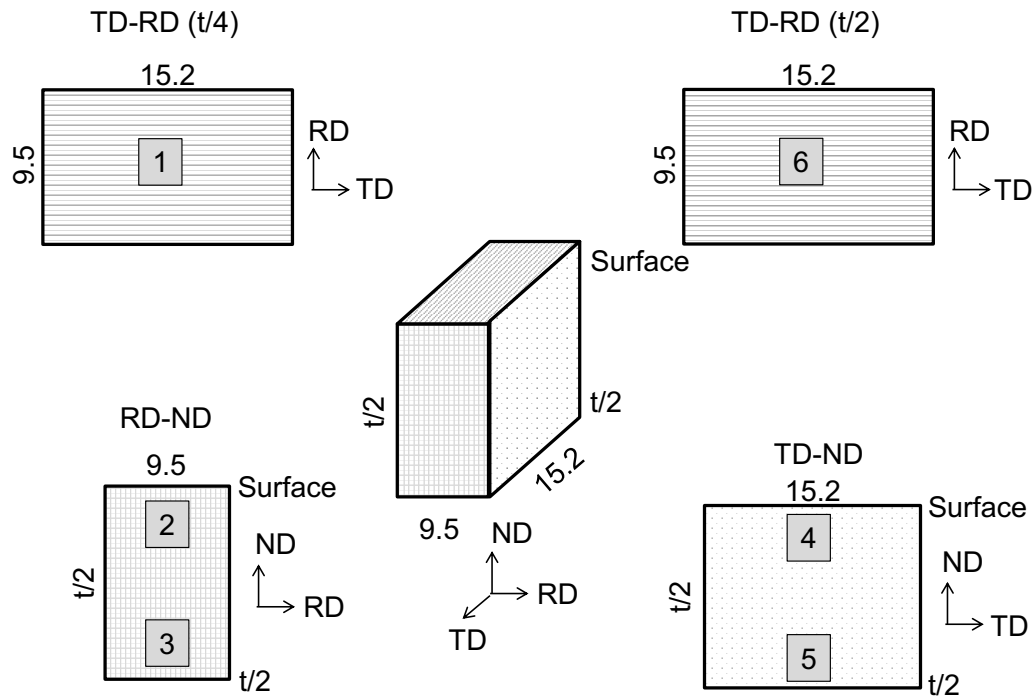 TD-RD (t/4)
15.2
9.5
1
RD
TD
TD-RD (t/2)
15.2
9.5
6
RD
TD
Surface
t/2
t/2
15.2
9.5
ND
RD
TD
RD-ND
9.5
Surface
2
t/2
3
t/2
ND
RD
TD-ND
15.2
Surface
4
t/2
5
t/2
ND
TD